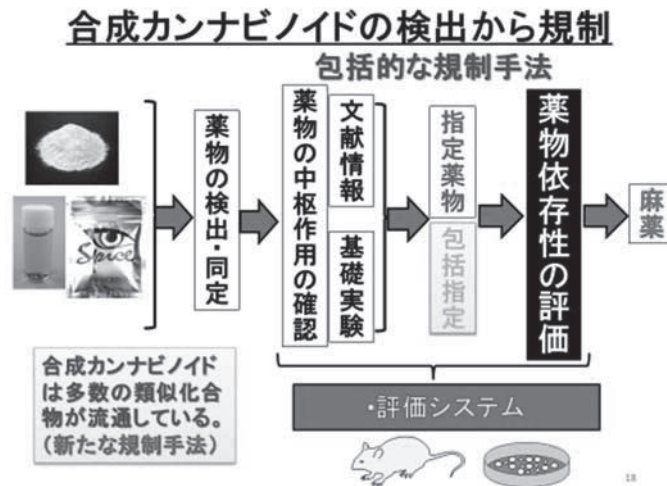 合成カンナビノイドの検出から規制
包括的な規制手法
Spice
薬物の検出・同定
薬物の中枢作用の確認
文献情報
基礎実験
指定薬物
包括指定
薬物依存性の評価
麻薬
合成カンナビノイド
は多数の類似化合
物が流通している。
(新たな規制手法)
・評価システム
18